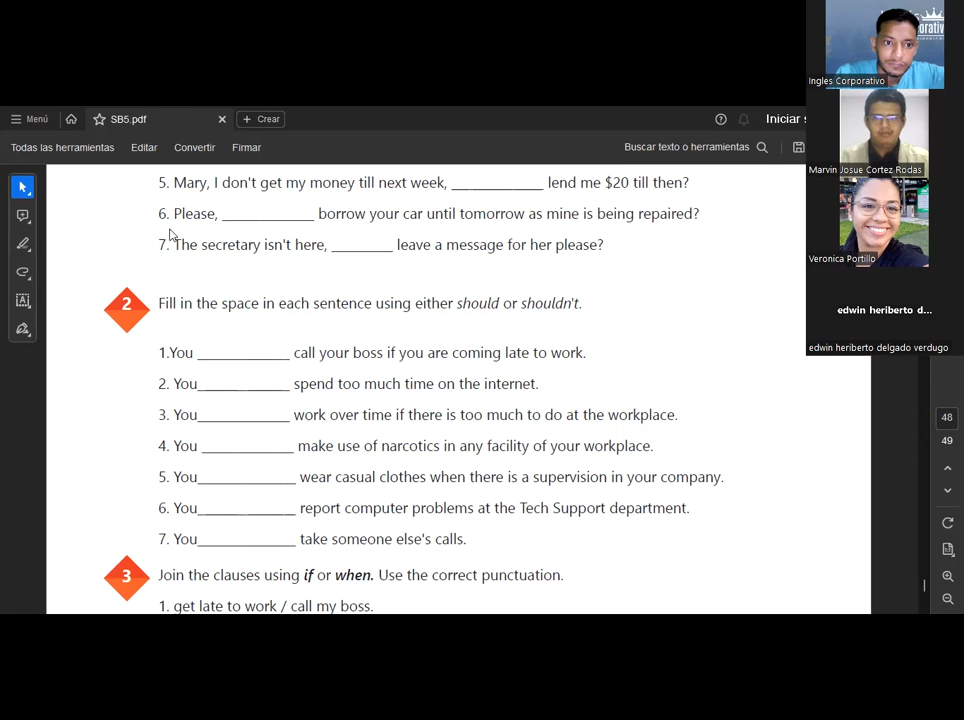 orativo
Ingles Corporativo
Menú
SB5.pdf
Crear
Iniciar s
Todas las herramientas
Editar
Convertir
Firmar
Buscar texto o herramientas
Marvin Josue Cortez Rodas
5. Mary, I don't get my money till next week, _____________ lend me $20 till then?
6. Please, _____________ borrow your car until tomorrow as mine is being repaired?
7. The secretary isn't here, _________ leave a message for her please?
Veronica Portillo
2 Fill in the space in each sentence using either should or shouldn't.
edwin heriberto d...
edwin heriberto delgado verdugo
1.You _____________ call your boss if you are coming late to work.
2. You_____________ spend too much time on the internet.
3. You_____________ work over time if there is too much to do at the workplace.
4. You _____________ make use of narcotics in any facility of your workplace.
5. You______________ wear casual clothes when there is a supervision in your company.
6. You______________ report computer problems at the Tech Support department.
7. You______________ take someone else's calls.
48
49
3 Join the clauses using if or when. Use the correct punctuation.
1. get late to work / call my boss.